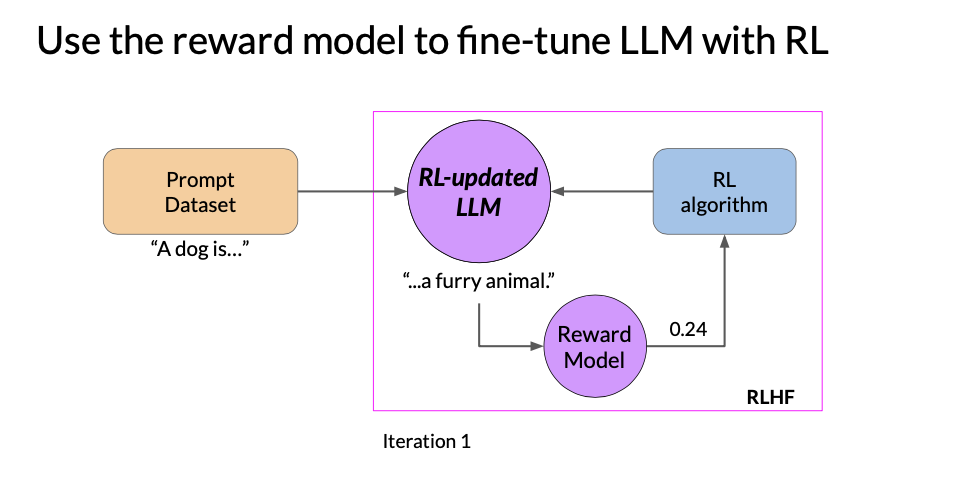 Use the reward model to fine-tune LLM with RL
Prompt
Dataset
“A dog is…”
RL-updated
LLM
“...a furry animal.”
RL
algorithm
Reward
Model
0.24
RLHF
Iteration 1